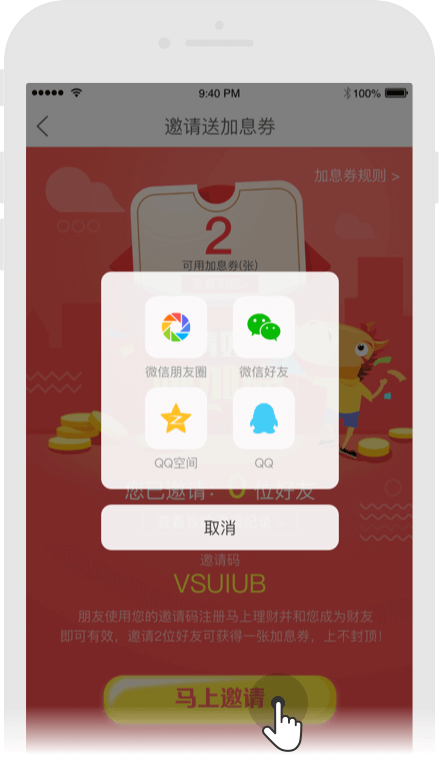 9:40 PM
100%
邀请送加息券
加息券规则 >
2
可用加息券(张)
微信朋友圈
微信好友
QQ空间
QQ
您已邀请：0 位好友
取消
邀请码
VSUIUB
朋友使用您的邀请码注册马上理财并和您成为财友
即可有效，邀请2位好友可获得一张加息券，上不封顶！
马上邀请